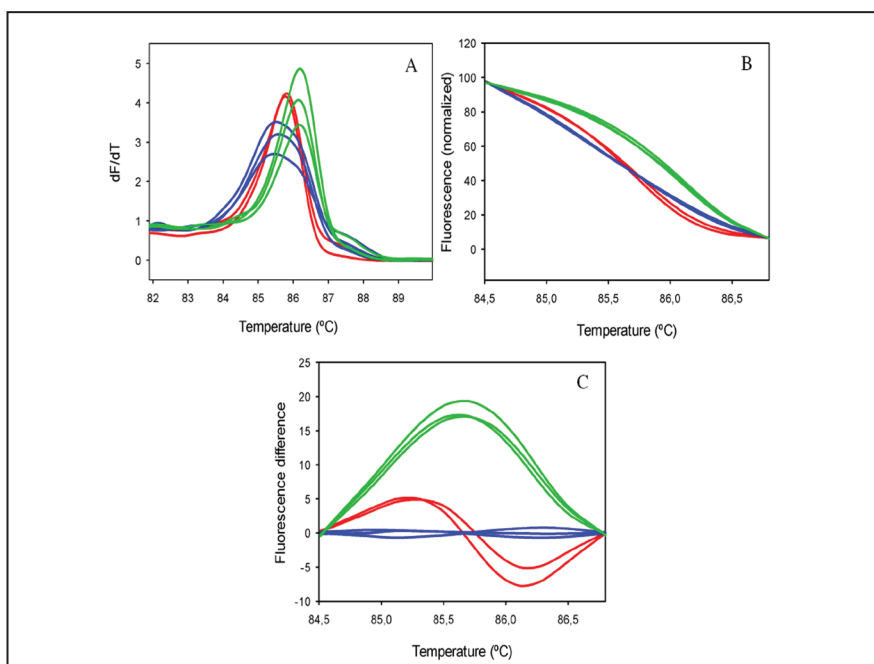 A
dF/dT
5
4
3
2
1
0
82 83 84 85 86 87 88 89
Temperature (ºC)
B
Fluorescence (normalized)
120
100
80
60
40
20
0
84,5 85,0 85,5 86,0 86,5
Temperature (ºC)
C
Fluorescence difference
25
20
15
10
5
0
-5
-10
84,5 85,0 85,5 86,0 86,5
Temperature (ºC)